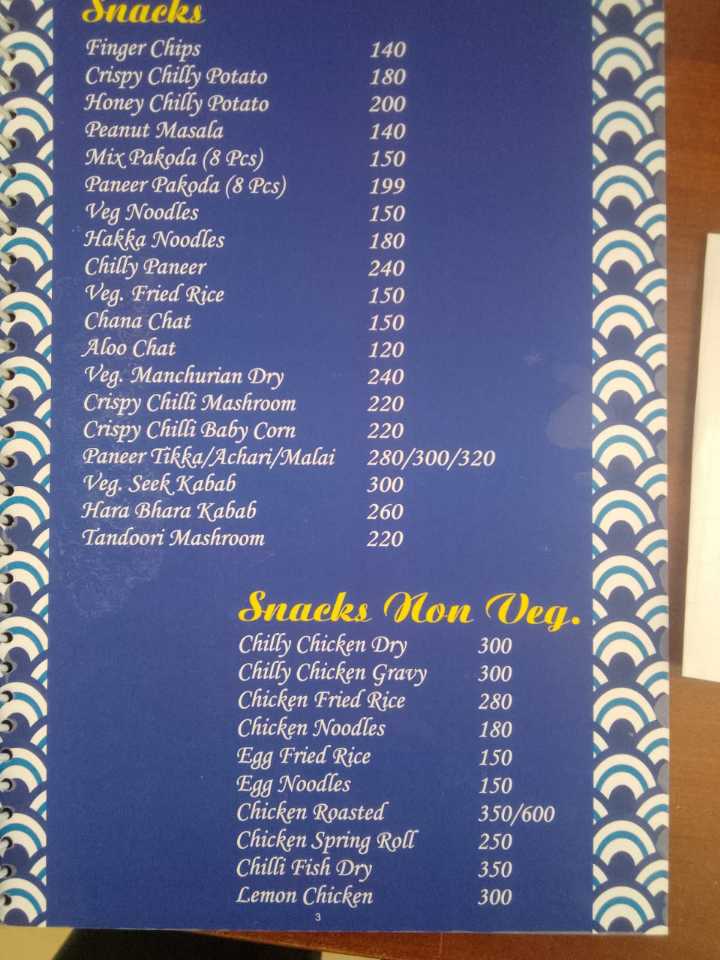 Snacks
Finger Chips 140
Crispy Chilly Potato 180
Honey Chilly Potato 200
Peanut Masala 140
Mix Pakoda (8 Pcs) 150
Paneer Pakoda (8 Pcs) 199
Veg Noodles 150
Hakka Noodles 180
Chilly Paneer 240
Veg. Fried Rice 150
Chana Chat 150
Aloo Chat 120
Veg. Manchurian Dry 240
Crispy Chilli Mashroom 220
Crispy Chilli Baby Corn 220
Paneer Tikka/Achari/Malai 280/300/320
Veg. Seek Kabab 300
Hara Bhara Kabab 260
Tandoori Mashroom 220
Snacks Non Veg.
Chilly Chicken Dry 300
Chilly Chicken Gravy 300
Chicken Fried Rice 280
Chicken Noodles 180
Egg Fried Rice 150
Egg Noodles 150
Chicken Roasted 350/600
Chicken Spring Roll 250
Chilli Fish Dry 350
Lemon Chicken 300
3